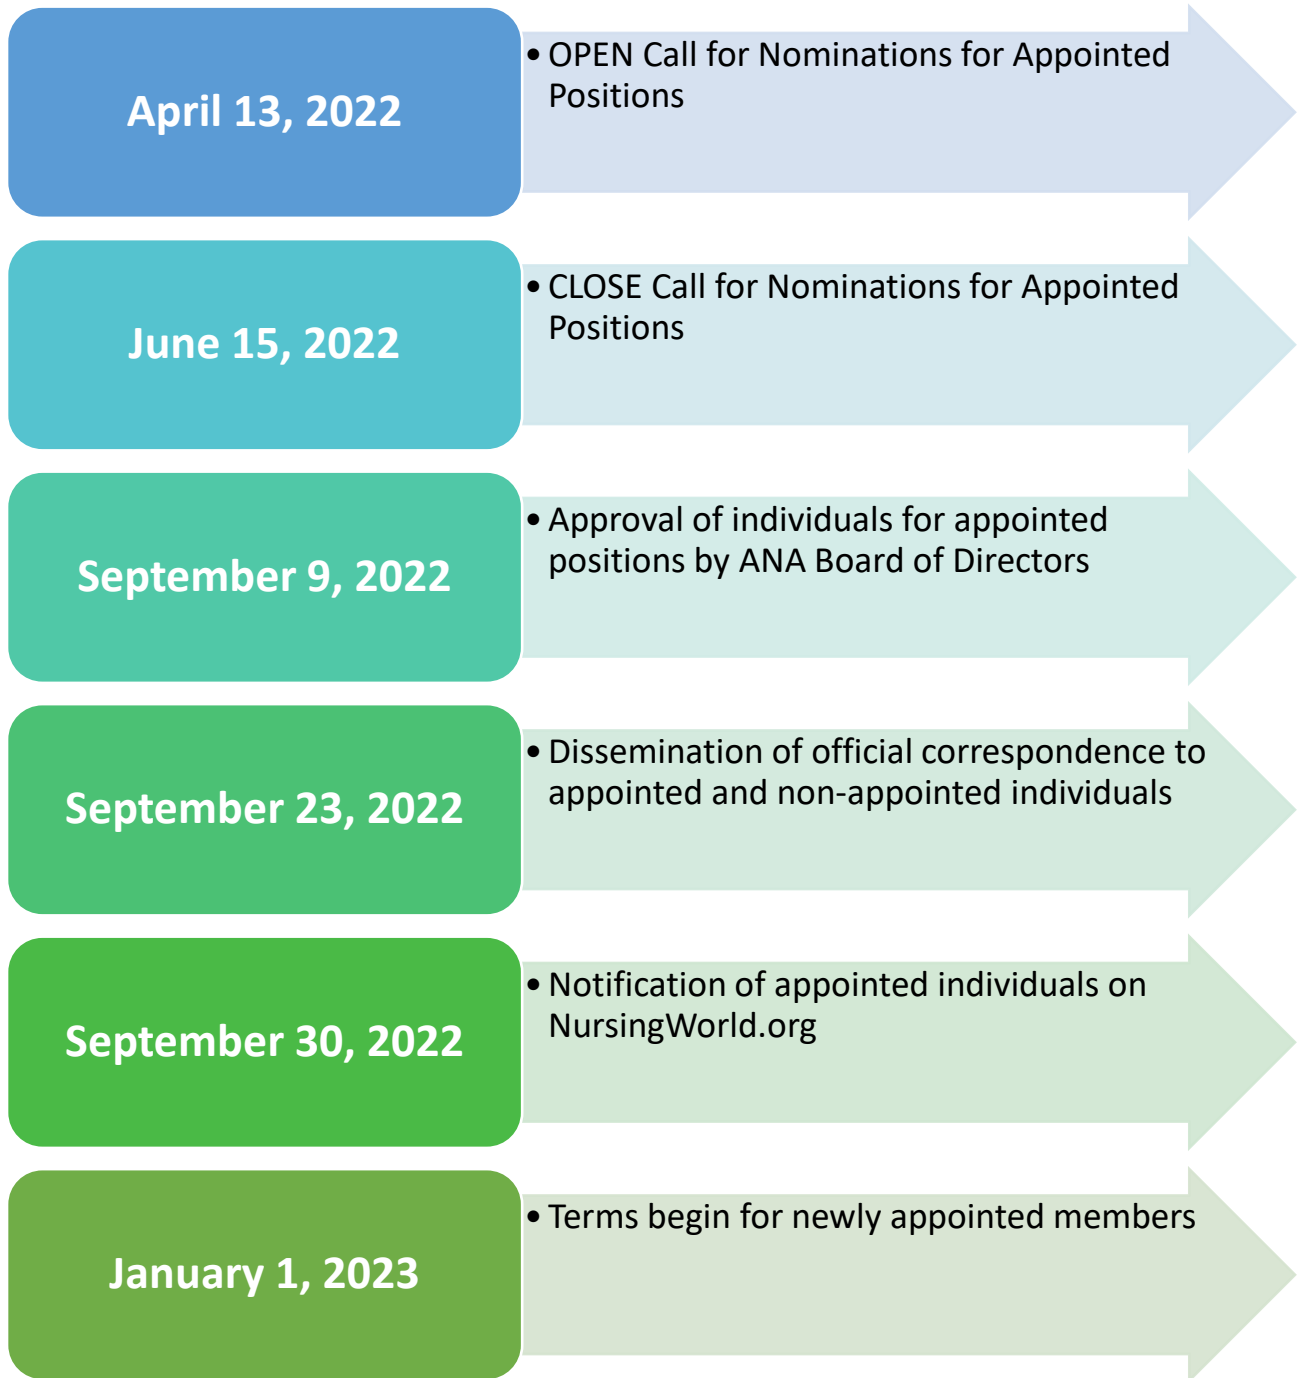 April 13, 2022
• OPEN Call for Nominations for Appointed
Positions
June 15, 2022
• CLOSE Call for Nominations for Appointed
Positions
September 9, 2022
• Approval of individuals for appointed
positions by ANA Board of Directors
September 23, 2022
• Dissemination of official correspondence to
appointed and non-appointed individuals
September 30, 2022
• Notification of appointed individuals on
NursingWorld.org
January 1, 2023
• Terms begin for newly appointed members